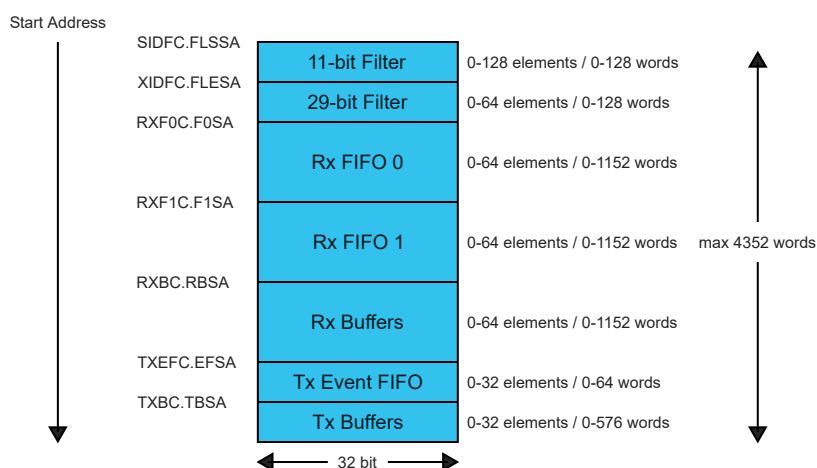 Start Address
SIDFC.FLSSA
11-bit Filter
0-128 elements / 0-128 words
XIDFC.FLESA
29-bit Filter
0-64 elements / 0-128 words
RXF0C.F0SA
Rx FIFO 0
0-64 elements / 0-1152 words
RXF1C.F1SA
Rx FIFO 1
0-64 elements / 0-1152 words
max 4352 words
RXBC.RBSA
Rx Buffers
0-64 elements / 0-1152 words
TXEFC.EFSA
Tx Event FIFO
0-32 elements / 0-64 words
TXBC.TBSA
Tx Buffers
0-32 elements / 0-576 words
32 bit